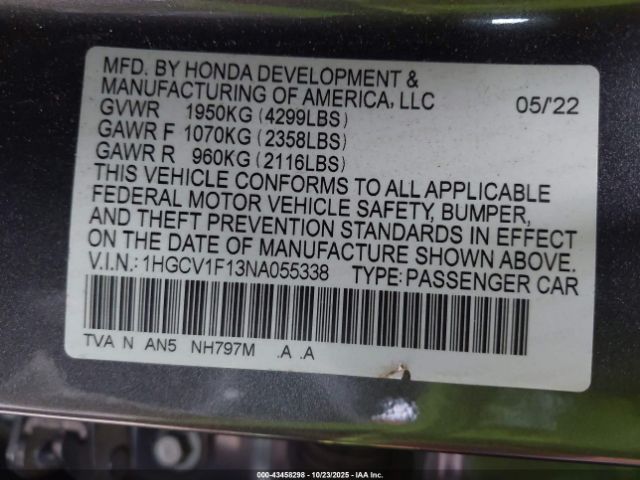 MFD. BY HONDA DEVELOPMENT &
MANUFACTURING OF AMERICA, LLC 05/'22
GVWR 1950KG (4299LBS)
GAWR F 1070KG (2358LBS)
GAWR R 960KG (2116LBS)
THIS VEHICLE CONFORMS TO ALL APPLICABLE
FEDERAL MOTOR VEHICLE SAFETY, BUMPER,
AND THEFT PREVENTION STANDARDS IN EFFECT
ON THE DATE OF MANUFACTURE SHOWN ABOVE.
V.I.N.: 1HGCV1F13NA055338 TYPE: PASSENGER CAR
TVA N AN5 NH797M .A .A
000-43458298 - 10/23/2025 - IAA Inc.